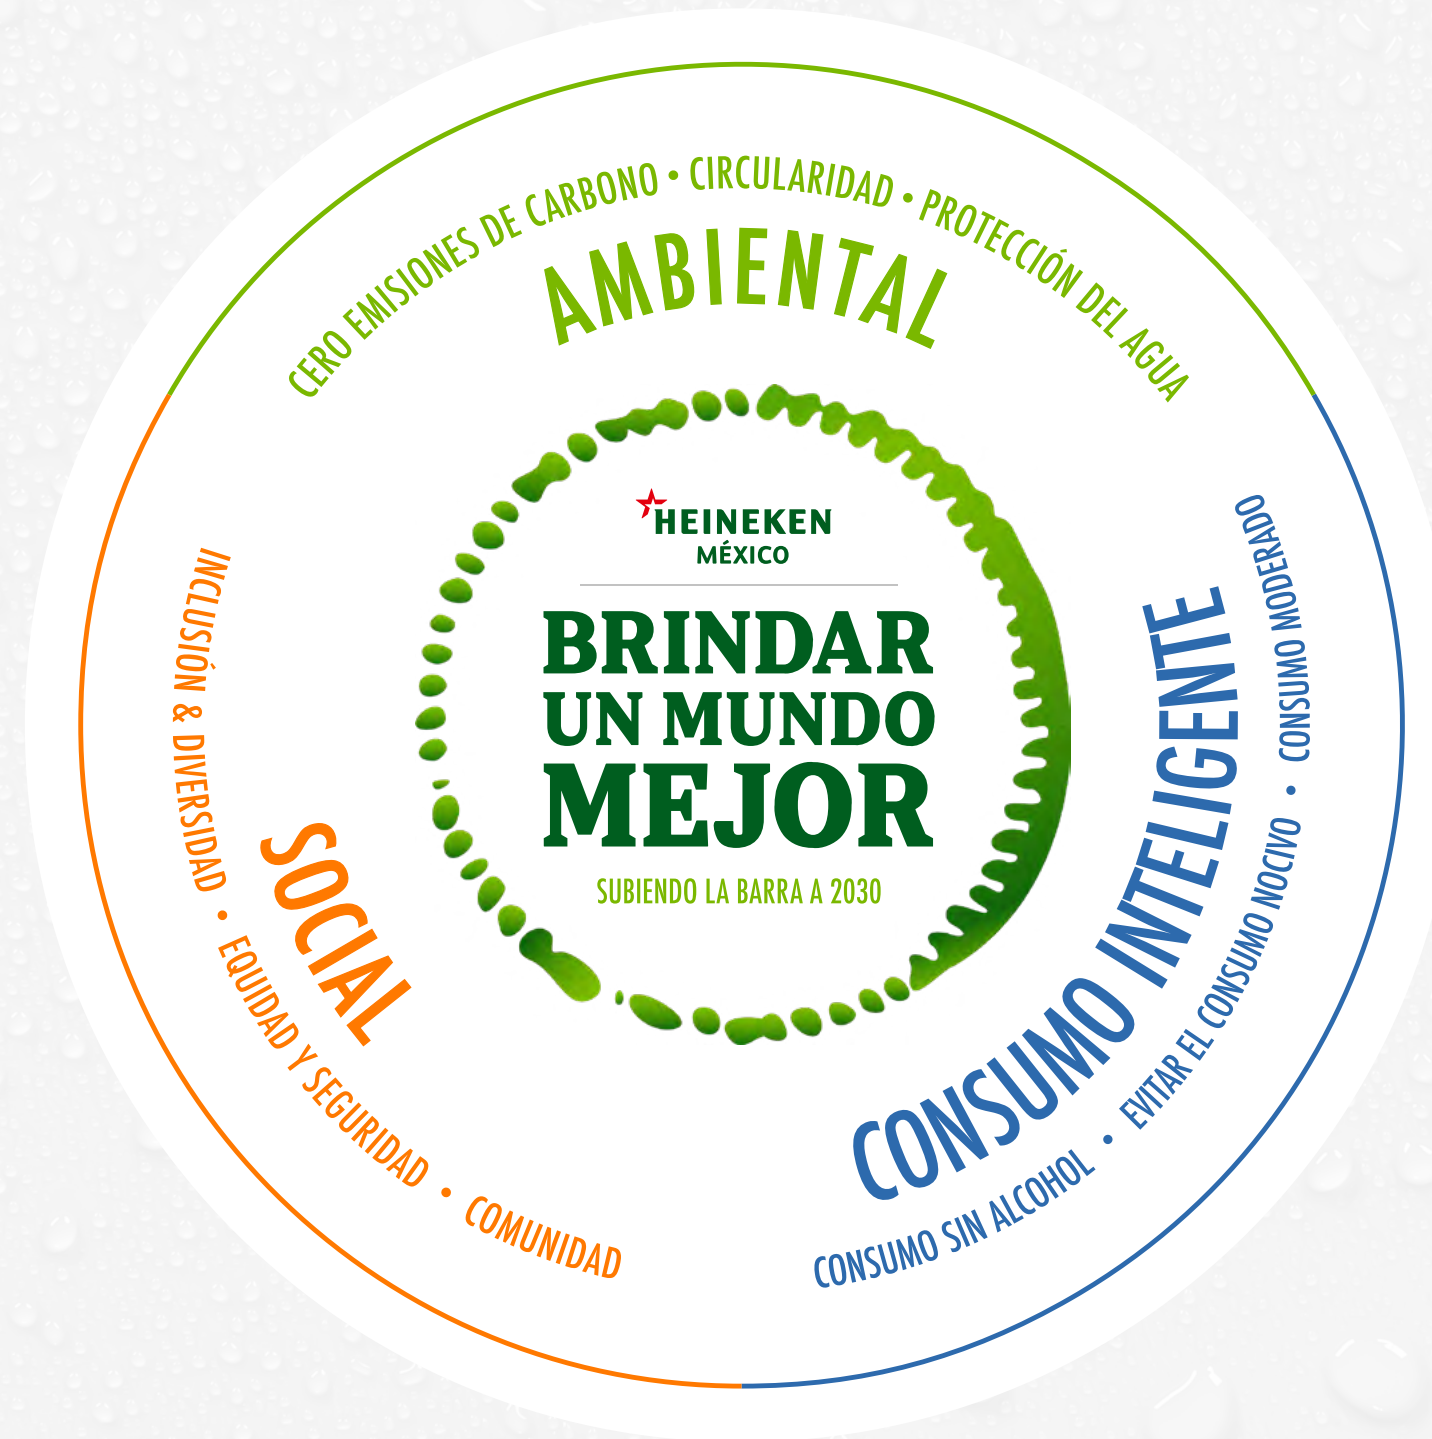 CERO EMISIONES DE CARBONO • CIRCULARIDAD • PROTECCIÓN DEL AGUA
AMBIENTAL
HEINEKEN
MÉXICO
BRINDAR
UN MUNDO
MEJOR
SUBIENDO LA BARRA A 2030
SOCIAL
INCLUSIÓN & DIVERSIDAD • EQUIDAD Y SEGURIDAD • COMUNIDAD
CONSUMO INTELIGENTE
CONSUMO SIN ALCOHOL • EVITAR EL CONSUMO NOCIVO • CONSUMO MODERADO